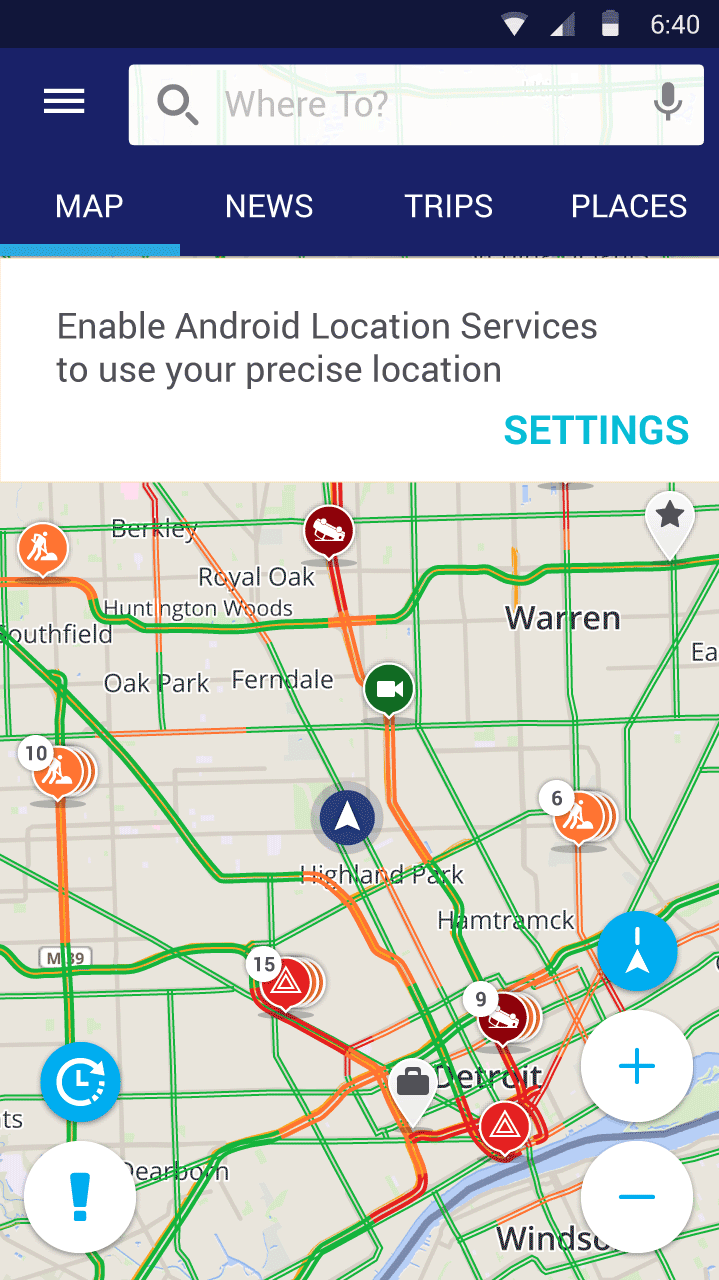 6:40
Where To?
MAP
NEWS
TRIPS
PLACES
Enable Android Location Services
to use your precise location
SETTINGS
Berkley
Royal Oak
Huntington Woods
Warren
Southfield
Ea
Oak Park
Ferndale
10
6
Highland Park
Hamtramck
M 39
15
9
Detroit
ts
Dearborn
Windso